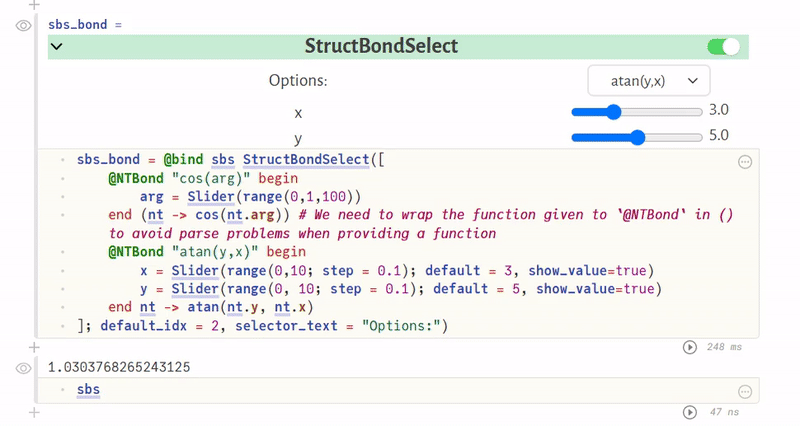 sbs_bond =
StructBondSelect
Options: atan(y,x)
x 3.0
y 5.0
sbs_bond = @bind sbs StructBondSelect([
@NTBond "cos(arg)" begin
arg = Slider(range(0,1,100))
end (nt -> cos(nt.arg)) # We need to wrap the function given to `@NTBond` in ()
to avoid parse problems when providing a function
@NTBond "atan(y,x)" begin
x = Slider(range(0,10; step = 0.1); default = 3, show_value=true)
y = Slider(range(0, 10; step = 0.1); default = 5, show_value=true)
end nt -> atan(nt.y, nt.x)
]; default_idx = 2, selector_text = "Options:")
248 ms
1.0303768265243125
sbs
47 ns